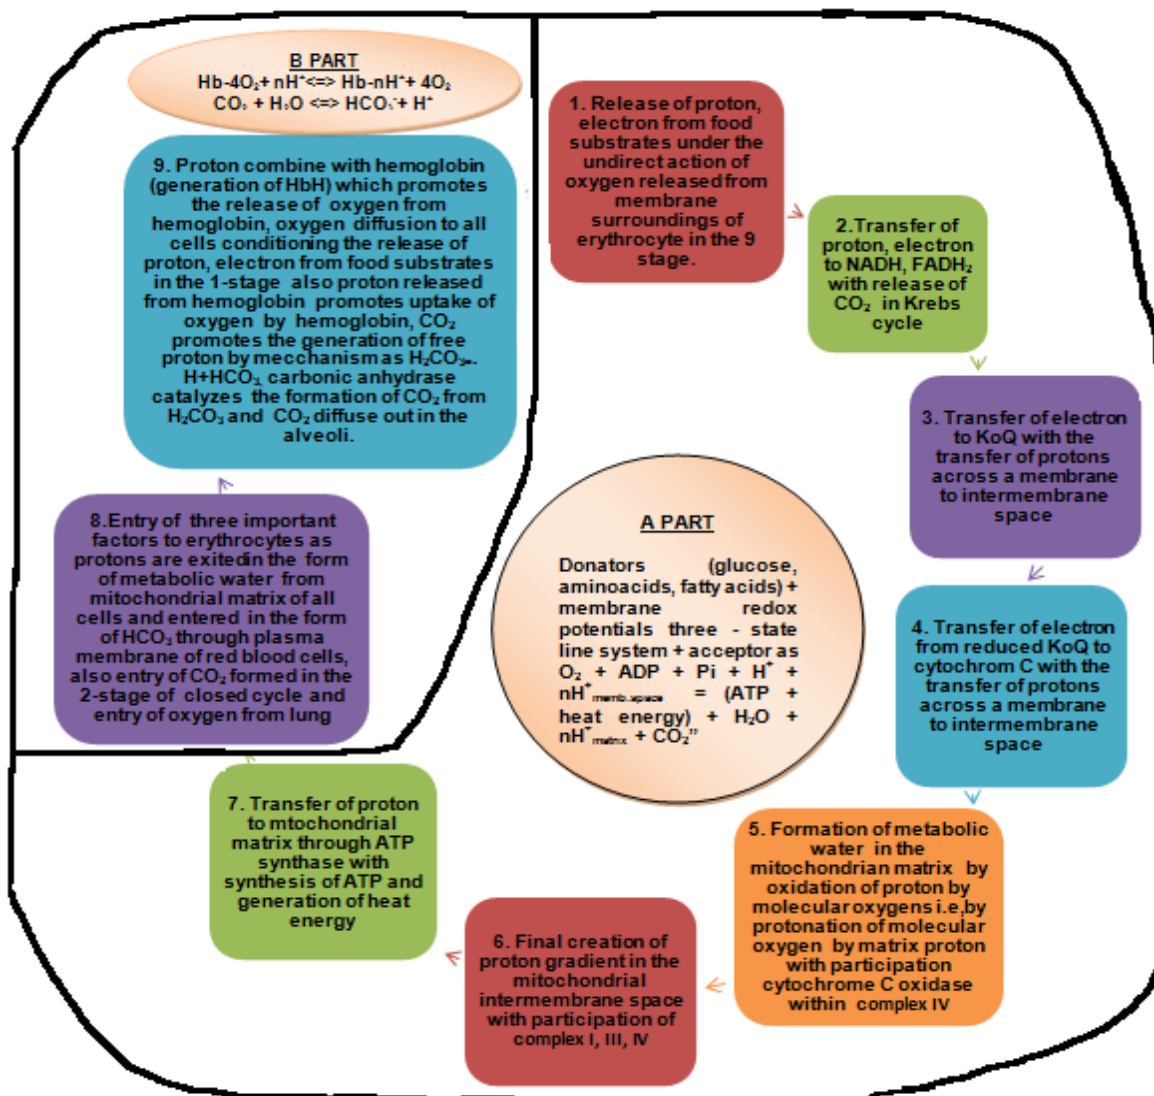 B PART
Hb-4O₂+ nH⁺<=> Hb-nH⁺+ 4O₂
CO₂ + H₂O <=> HCO₃⁻+ H⁺
9. Proton combine with hemoglobin
(generation of HbH) which promotes
the release of oxygen from
hemoglobin, oxygen diffusion to all
cells conditioning the release of
proton, electron from food substrates
in the 1-stage also proton released
from hemoglobin promotes uptake of
oxygen by hemoglobin, CO₂
promotes the generation of free
proton by mecchanism as H₂CO₃
H+HCO₃, carbonic anhydrase
catalyzes the formation of CO₂ from
H₂CO₃ and CO₂ diffuse out in the
alveoli.
8.Entry of three important
factors to erythrocytes as
protons are exitedin the form
of metabolic water from
mitochondrial matrix of all
cells and entered in the form
of HCO₃ through plasma
membrane of red blood cells,
also entry of CO₂ formed in the
2-stage of closed cycle and
entry of oxygen from lung
1. Release of proton,
electron from food
substrates under the
undirect action of
oxygen released from
membrane
surroundings of
erythrocyte in the 9
stage.
2.Transfer of
proton, electron
to NADH, FADH₂
with release of
CO₂ in Krebs
cycle
3. Transfer of electron
to KoQ with the
transfer of protons
across a membrane
to intermembrane
space
4. Transfer of electron
from reduced KoQ to
cytochrom C with the
transfer of protons
across a membrane
to intermembrane
space
5. Formation of metabolic
water in the
mitochondrian matrix by
oxidation of proton by
molecular oxygens i.e,by
protonation of molecular
oxygen by matrix proton
with participation
cytochrome C oxidase
within complex IV
6. Final creation of
proton gradient in the
mitochondrial
intermembrane space
with participation of
complex I, III, IV
7. Transfer of proton
to mtochondrial
matrix through ATP
synthase with
synthesis of ATP and
generation of heat
energy
A PART
Donators (glucose,
aminoacids, fatty acids) +
membrane redox
potentials three - state
line system + acceptor as
O₂ + ADP + Pi + H⁺ +
nH⁺memb.space = (ATP +
heat energy) + H₂O +
nH⁺matrix + CO₂”